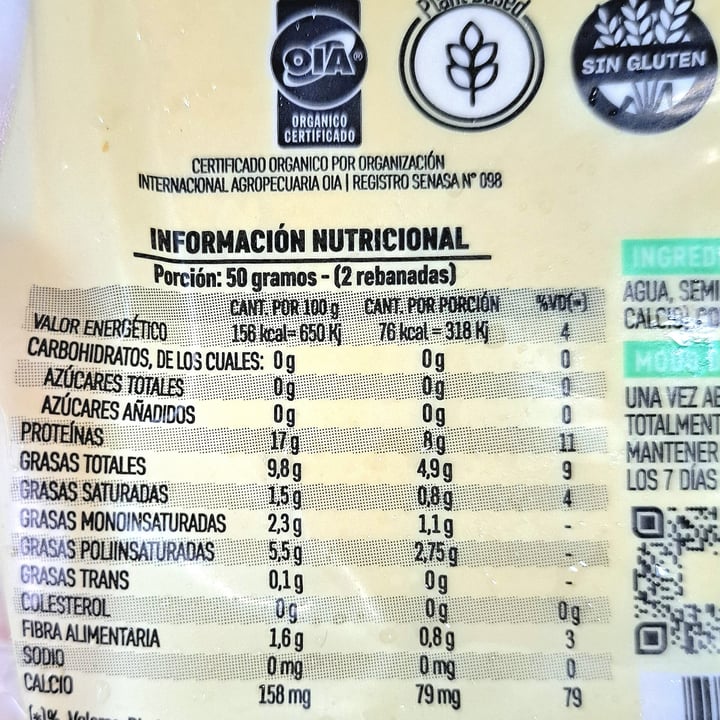 Plant Based
OIA®
ORGÁNICO
CERTIFICADO
SIN GLUTEN
CERTIFICADO ORGANICO POR ORGANIZACIÓN
INTERNACIONAL AGROPECUARIA OIA | REGISTRO SENASA N° 098
INFORMACIÓN NUTRICIONAL
Porción: 50 gramos - (2 rebanadas)
CANT. POR 100 g CANT. POR PORCIÓN %VD(*)
VALOR ENERGÉTICO 156 kcal= 650 Kj 76 kcal = 318 Kj 4
CARBOHIDRATOS, DE LOS CUALES: 0 g 0 g 0
AZÚCARES TOTALES 0 g 0 g 0
AZÚCARES AÑADIDOS 0 g 0 g 0
PROTEÍNAS 17 g 8 g 11
GRASAS TOTALES 9,8 g 4,9 g 9
GRASAS SATURADAS 1,5 g 0,8 g 4
GRASAS MONOINSATURADAS 2,3 g 1,1 g -
GRASAS POLIINSATURADAS 5,5 g 2,75 g -
GRASAS TRANS 0,1 g 0 g -
COLESTEROL 0 g 0 g 0 g
FIBRA ALIMENTARIA 1,6 g 0,8 g 3
SODIO 0 mg 0 mg 0
CALCIO 158 mg 79 mg 79
INGRED
AGUA, SEMI
CALCIO
UNA VEZ AB
TOTALMENT
MANTENER
LOS 7 DÍAS